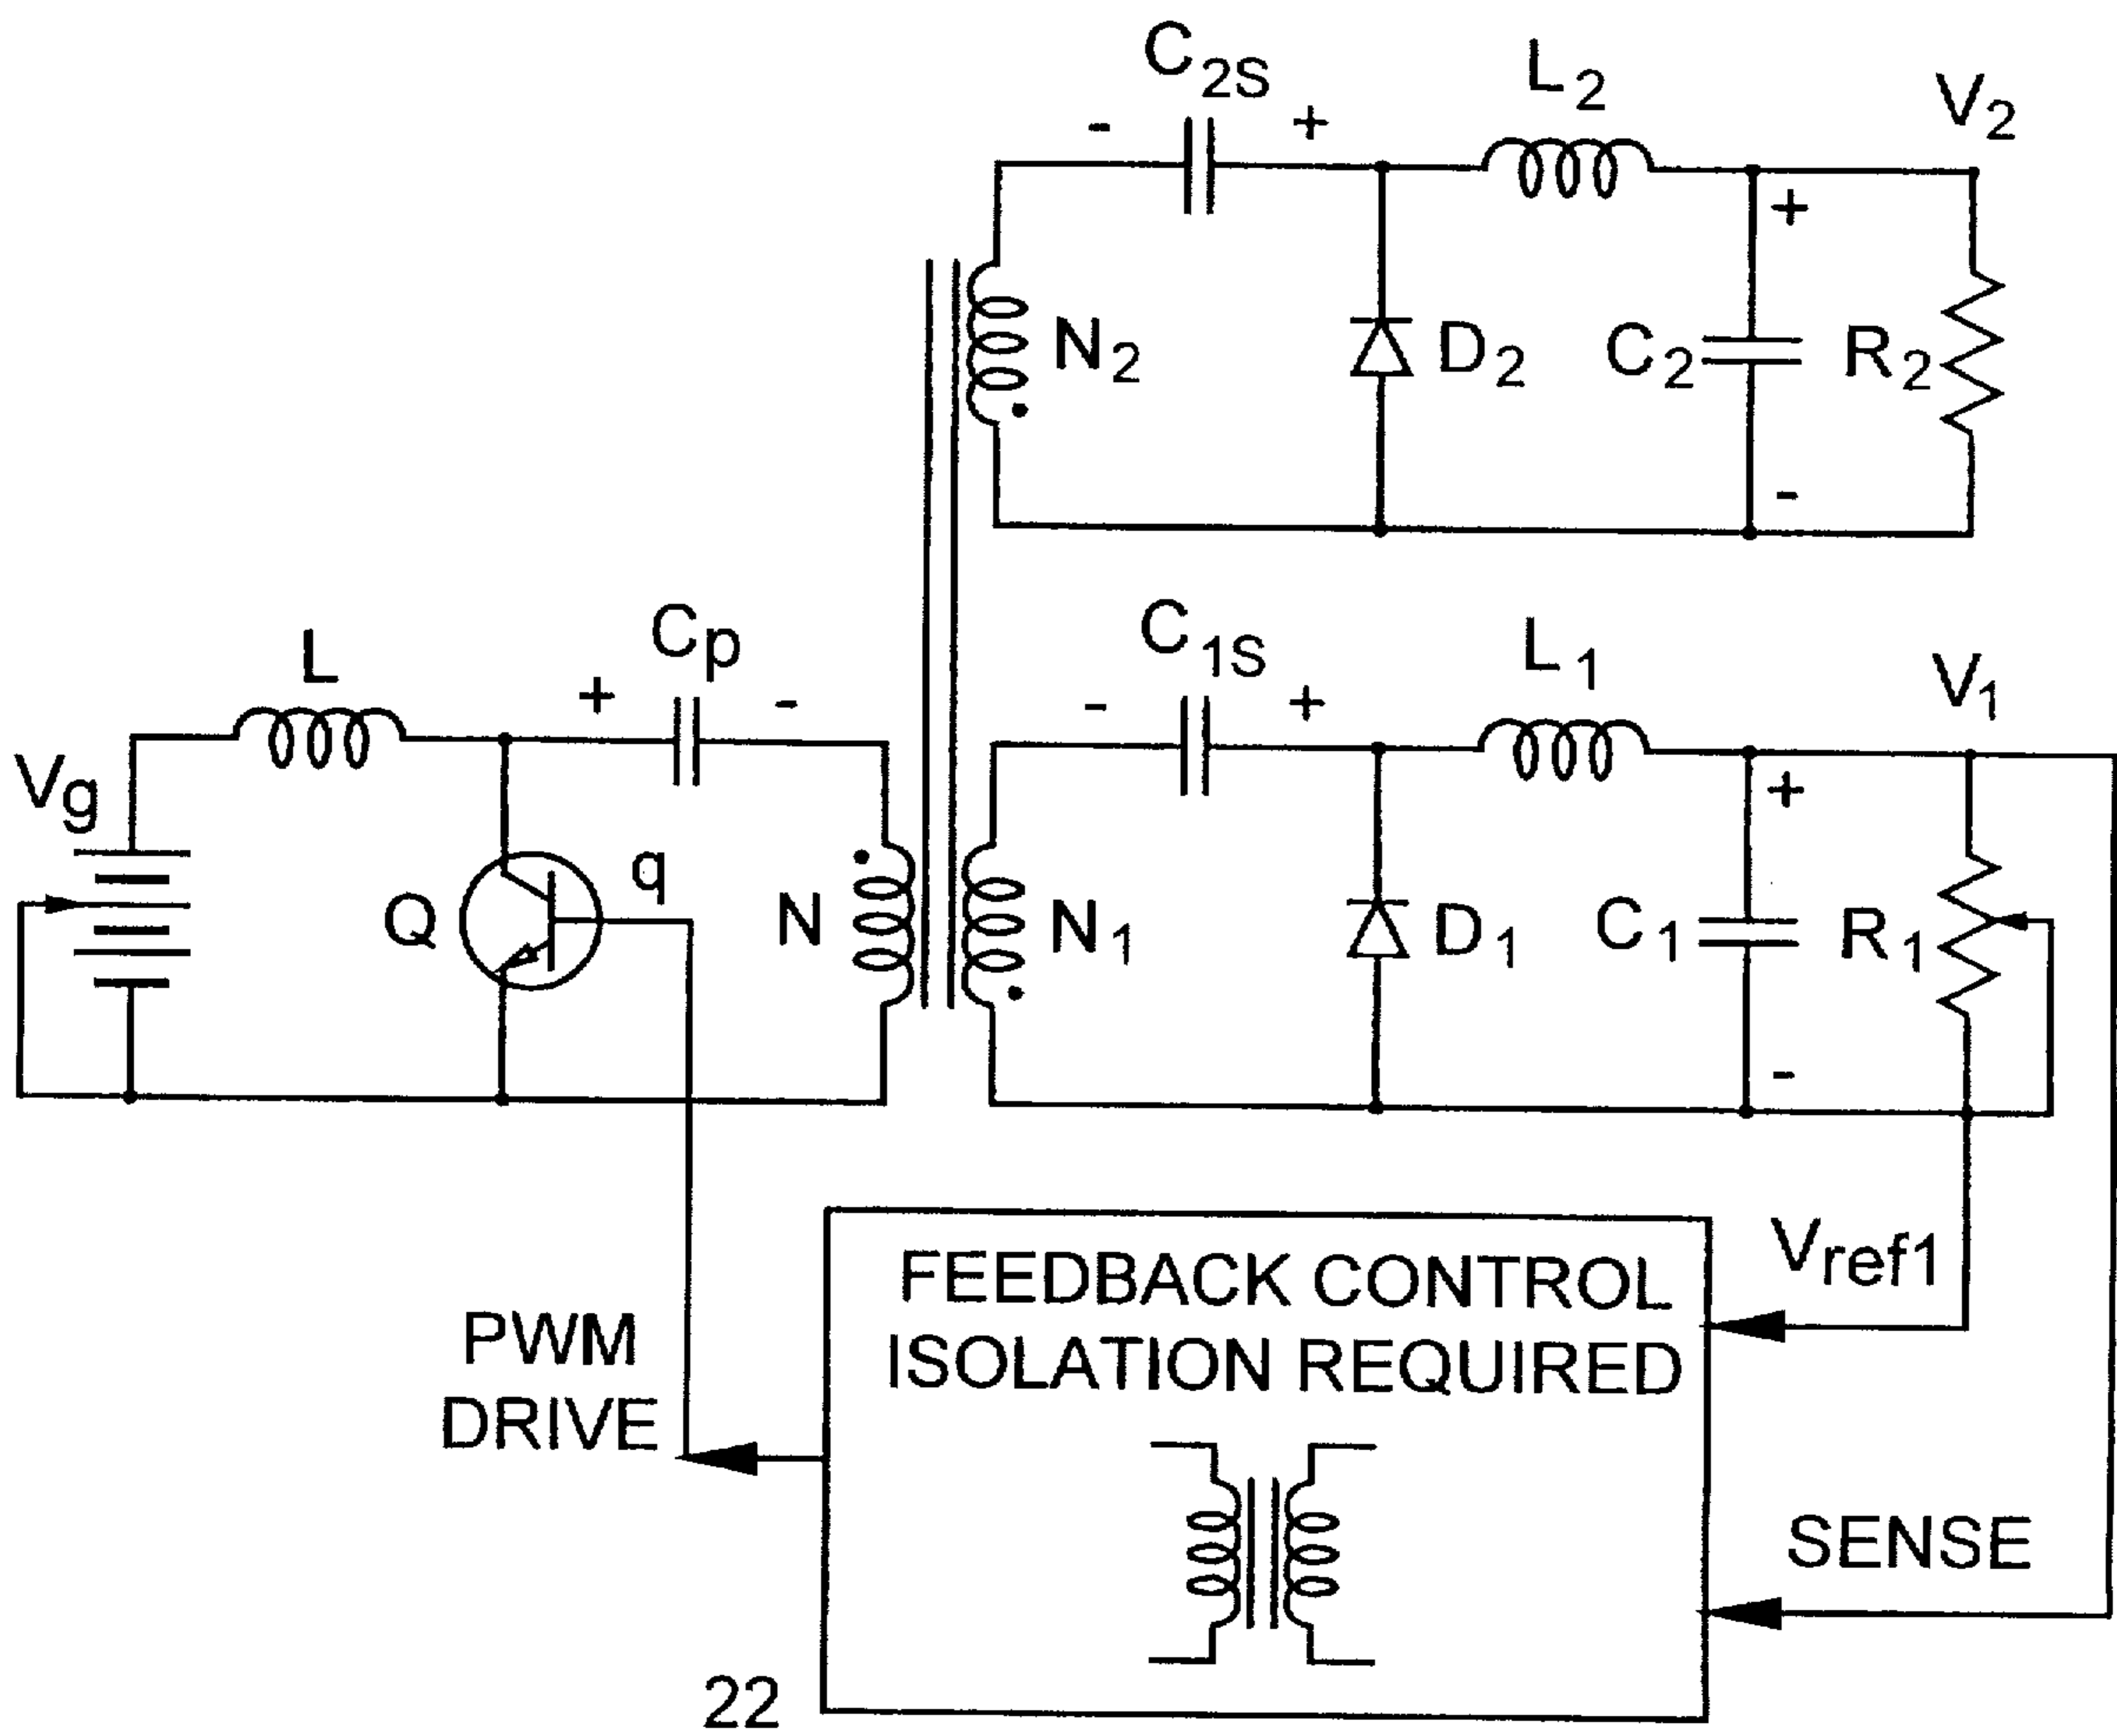 C2S
L2
V2
-
+
+
N2
D2
C2
R2
-
Cp
C1S
L1
V1
L
+
-
-
+
+
Vg
q
Q
N
N1
D1
C1
R1
-
Vref1
FEEDBACK CONTROL
ISOLATION REQUIRED
PWM
DRIVE
SENSE
22